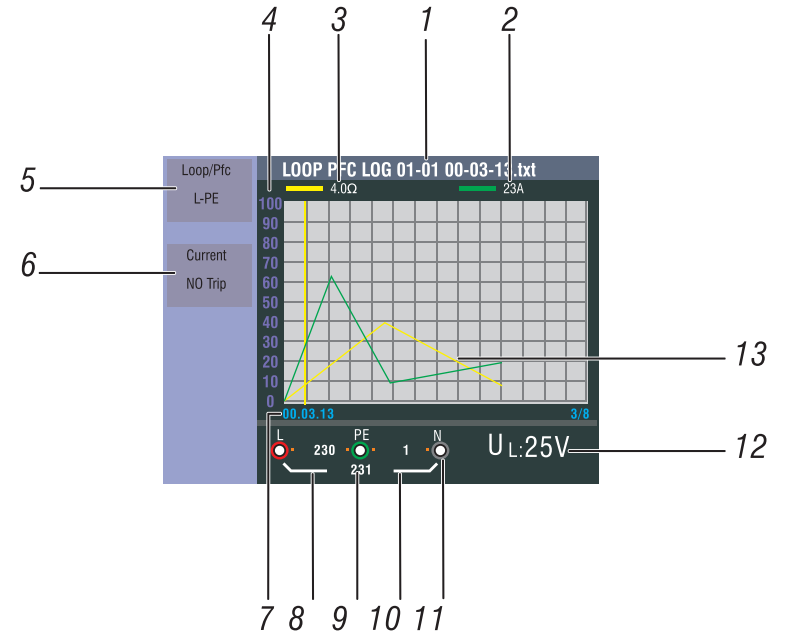 4 3 1 2
5
6
Loop/Pfc
L-PE
Current
NO Trip
LOOP PFC LOG 01-01 00-03-13.txt
4.0Ω 23A
100
90
80
70
60
50
40
30
20
10
0
00.03.13 3/8
13
L PE N
230 1
231
UL:25V
12
7 8 9 10 11